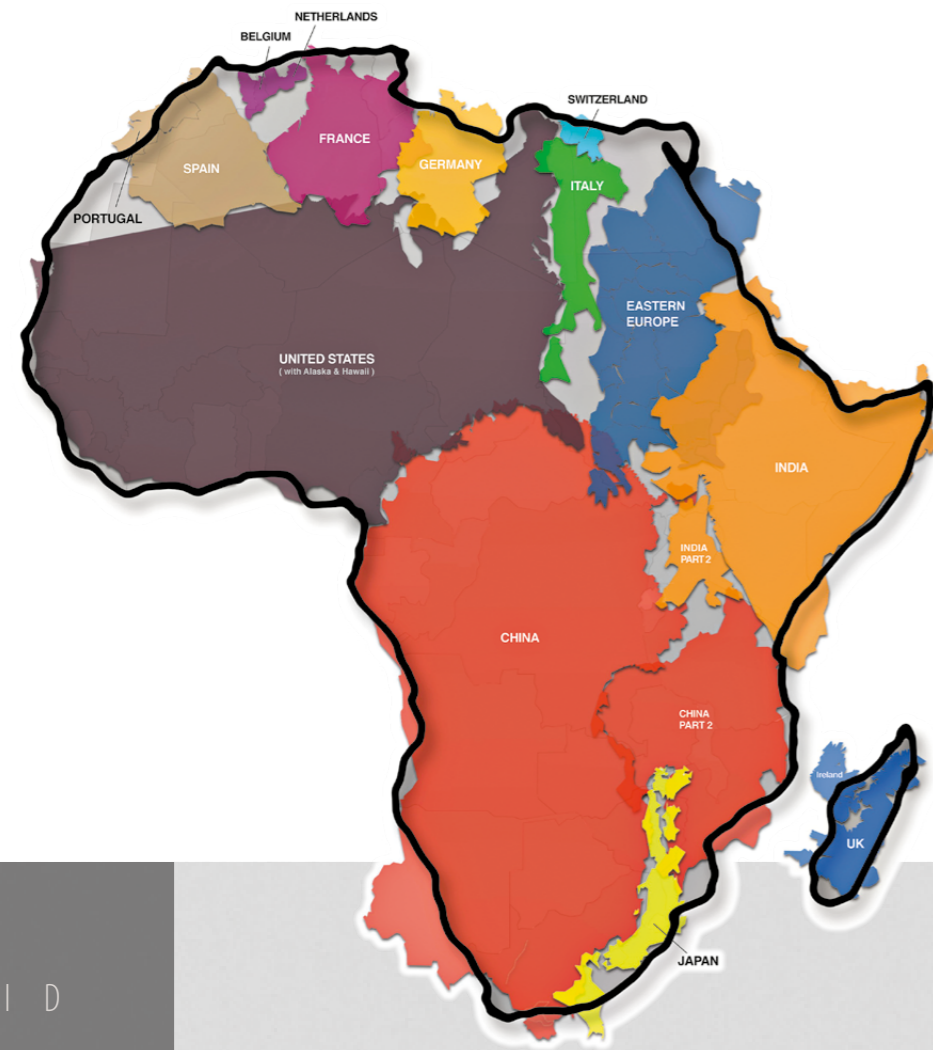 NETHERLANDS
BELGIUM
SWITZERLAND
FRANCE
GERMANY
SPAIN
ITALY
PORTUGAL
EASTERN
EUROPE
UNITED STATES
( with Alaska & Hawaii )
INDIA
INDIA
PART 2
CHINA
CHINA
PART 2
Ireland
UK
JAPAN
I D